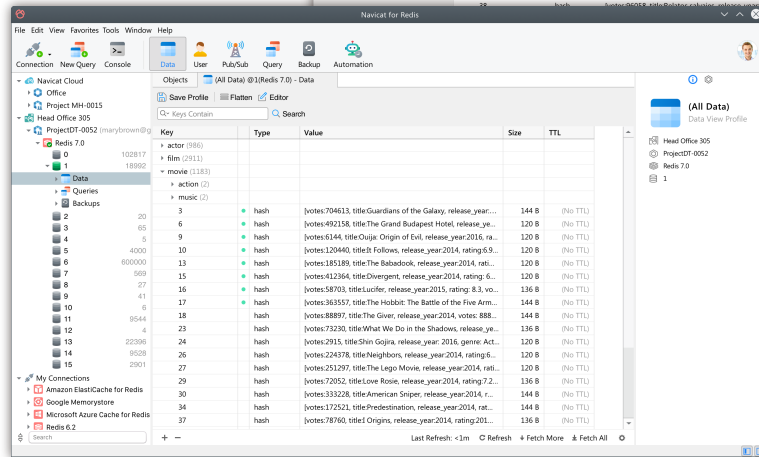 38 hash [votes:96058, title:Relatos salvajes, release_year
Navicat for Redis
File Edit View Favorites Tools Window Help
Connection New Query Console Data User Pub/Sub Query Backup Automation
Navicat Cloud
Office
Project MH-0015
Head Office 305
ProjectDT-0052 (marybrown@g
Redis 7.0
0 102817
1 18992
Data
Queries
Backups
2 20
3 65
4 5
5 4000
6 600000
7 569
8 27
9 41
10 6
11 9544
12 4
13 22396
14 9528
15 2901
My Connections
Amazon ElastiCache for Redis
Google Memorystore
Microsoft Azure Cache for Redis
Redis 6.2
Search
Objects (All Data) @1(Redis 7.0) - Data
Save Profile Flatten Editor
Keys Contain Search
Key Type Value Size TTL
actor (986)
film (2911)
movie (1183)
action (2)
music (2)
3 hash [votes:704613, title:Guardians of the Galaxy, release_year:... 144 B (No TTL)
6 hash [votes:492158, title:The Grand Budapest Hotel, release_ye... 120 B (No TTL)
9 hash [votes:6144, title:Ouija: Origin of Evil, release_year:2016, ra... 120 B (No TTL)
10 hash [votes:120440, title:It Follows, release_year:2014, rating:6.9... 120 B (No TTL)
13 hash [votes:185189, title:The Babadook, release_year:2014, rati... 120 B (No TTL)
15 hash [votes:412364, title:Divergent, release_year:2014, rating: 6... 120 B (No TTL)
16 hash [votes:58703, title:Lucifer, release_year:2015, rating: 8.3, vo... 136 B (No TTL)
17 hash [votes:363557, title:The Hobbit: The Battle of the Five Arm... 144 B (No TTL)
18 hash [votes:88897, title:The Giver, release_year:2014, votes: 888... 144 B (No TTL)
23 hash [votes:73230, title:What We Do in the Shadows, release_ye... 136 B (No TTL)
24 hash [votes:2915, title:Shin Gojira, release_year: 2016, genre: Act... 120 B (No TTL)
26 hash [votes:224378, title:Neighbors, release_year:2014, rating:6... 120 B (No TTL)
27 hash [votes:251297, title:The Lego Movie, release_year:2014, rati... 120 B (No TTL)
29 hash [votes:72052, title:Love Rosie, release_year:2014, rating:7.2... 136 B (No TTL)
30 hash [votes:333228, title:American Sniper, release_year:2014, r... 144 B (No TTL)
34 hash [votes:172521, title:Predestination, release_year:2014, rat... 144 B (No TTL)
37 hash [votes:78760, title:I Origins, release_year:2014, rating:201... 136 B (No TTL)
+ − Last Refresh: <1m Refresh Fetch More Fetch All
(All Data)
Data View Profile
Head Office 305
ProjectDT-0052
Redis 7.0
1